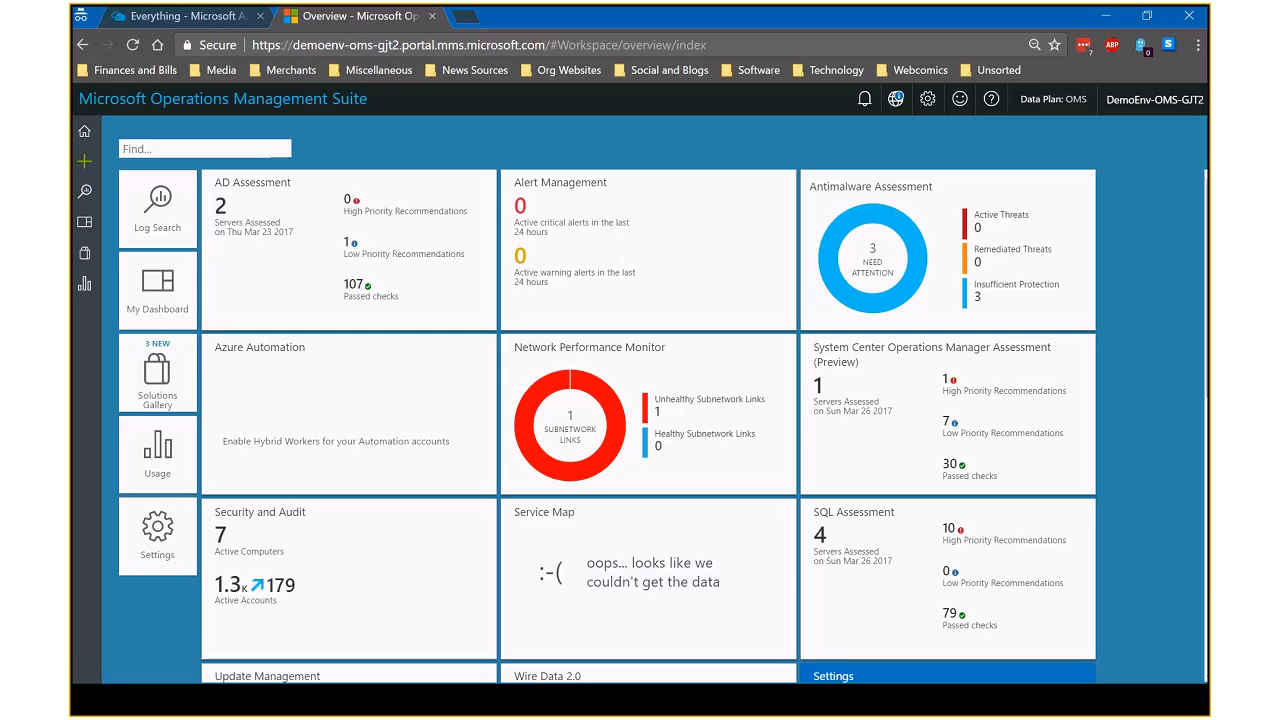 Everything - Microsoft A
Overview - Microsoft Op
Secure
https://demoenv-oms-gjt2.portal.mms.microsoft.com/#Workspace/overview/index
7
ABP
0
S
Finances and Bills
Media
Merchants
Miscellaneous
News Sources
Org Websites
Social and Blogs
Software
Technology
Webcomics
Unsorted
Microsoft Operations Management Suite
Data Plan: OMS
DemoEnv-OMS-GJT2
Find...
Log Search
My Dashboard
3 NEW
Solutions
Gallery
Usage
Settings
AD Assessment
2
Servers Assessed
on Thu Mar 23 2017
0
High Priority Recommendations
1
Low Priority Recommendations
107
Passed checks
Alert Management
0
Active critical alerts in the last
24 hours
0
Active warning alerts in the last
24 hours
Antimalware Assessment
3
NEED
ATTENTION
Active Threats
0
Remediated Threats
0
Insufficient Protection
3
Azure Automation
Enable Hybrid Workers for your Automation accounts
Network Performance Monitor
1
SUBNETWORK
LINKS
Unhealthy Subnetwork Links
1
Healthy Subnetwork Links
0
System Center Operations Manager Assessment
(Preview)
1
Servers Assessed
on Sun Mar 26 2017
1
High Priority Recommendations
7
Low Priority Recommendations
30
Passed checks
Security and Audit
7
Active Computers
1.3K 179
Active Accounts
Service Map
:-(
oops... looks like we
couldn't get the data
SQL Assessment
4
Servers Assessed
on Sun Mar 26 2017
10
High Priority Recommendations
0
Low Priority Recommendations
79
Passed checks
Update Management
Wire Data 2.0
Settings